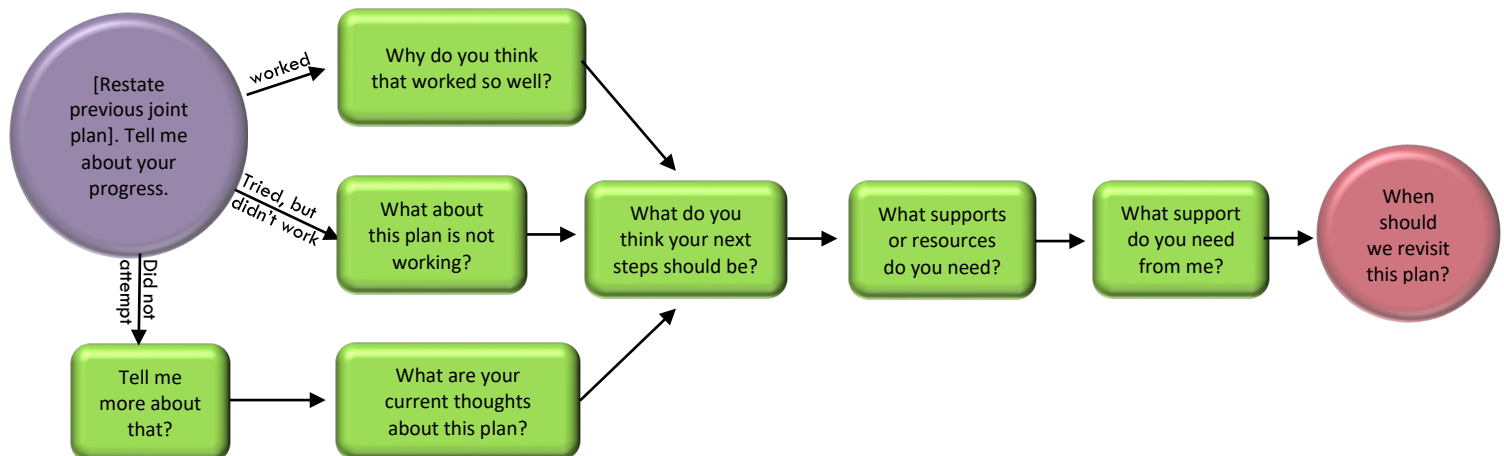 [Restate
previous joint
plan]. Tell me
about your
progress.
worked
Why do you think
that worked so well?
Tried, but
didn't work
What about
this plan is not
working?
Did not
attempt
Tell me
more about
that?
What are your
current thoughts
about this plan?
What do you
think your next
steps should be?
What supports
or resources
do you need?
What support
do you need
from me?
When
should
we revisit
this plan?